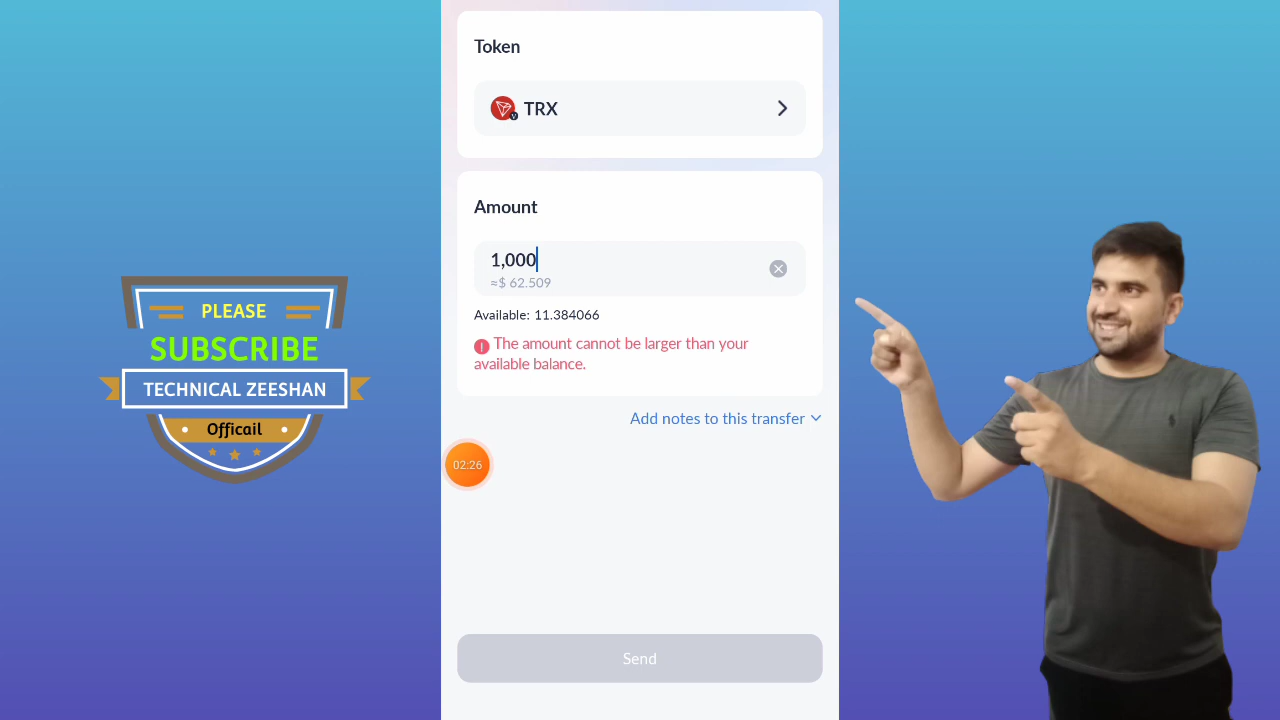 PLEASE
SUBSCRIBE
TECHNICAL ZEESHAN
Officail
Token
TRX
Amount
1,000
≈$ 62.509
Available: 11.384066
! The amount cannot be larger than your
available balance.
Add notes to this transfer
02:26
Send